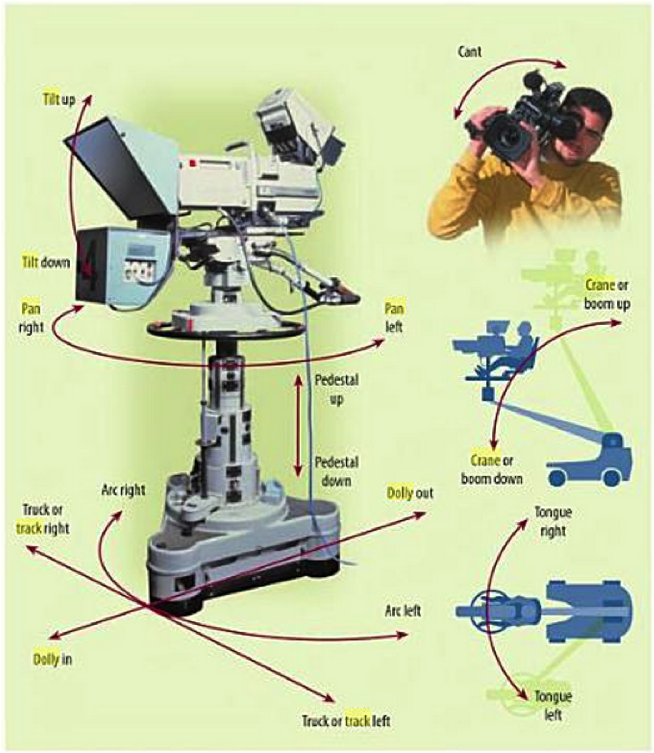 Cant
Tilt up
Tilt down
Pan
right
Pan
left
Crane or
boom up
Pedestal
up
Pedestal
down
Crane or
boom down
Arc right
Dolly out
Truck or
track right
Tongue
right
Arc left
Dolly in
Truck or track left
Tongue
left